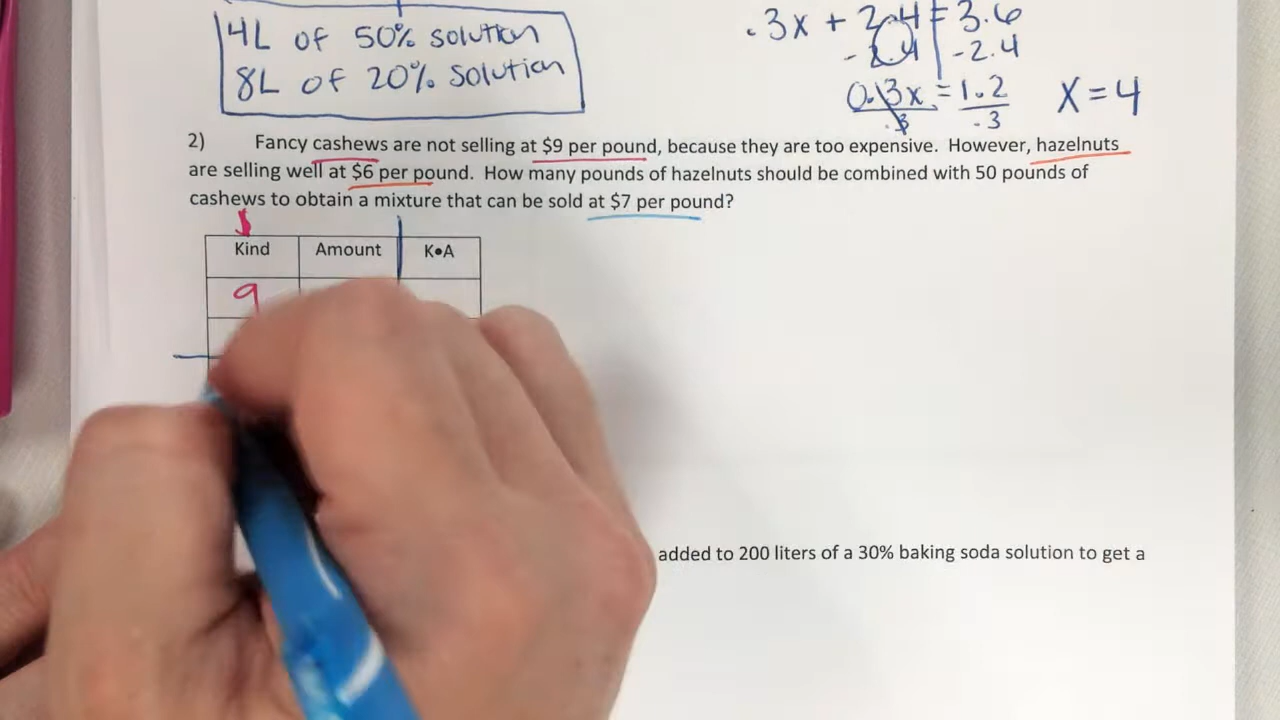 4L of 50% solution
8L of 20% solution
.3x + 2.4 = 3.6
- 2.4 -2.4
0.3x = 1.2
.3 .3
X = 4
2) Fancy cashews are not selling at $9 per pound, because they are too expensive. However, hazelnuts
are selling well at $6 per pound. How many pounds of hazelnuts should be combined with 50 pounds of
cashews to obtain a mixture that can be sold at $7 per pound?
$
Kind Amount K•A
9
added to 200 liters of a 30% baking soda solution to get a